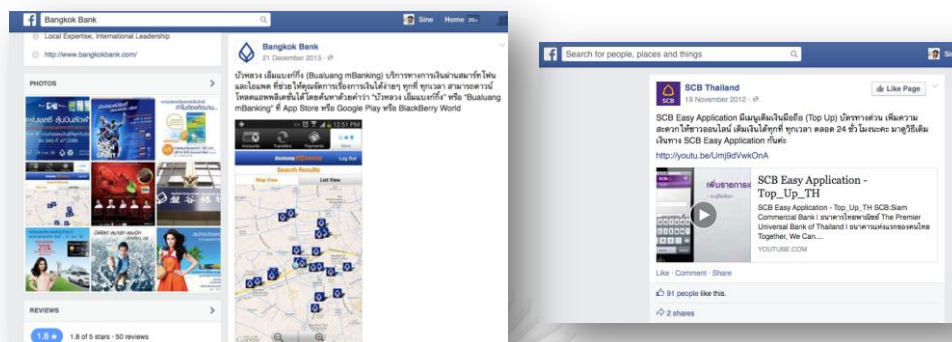 Bangkok Bank
Sine Home 20+
Local Expertise, International Leadership
http://www.bangkokbank.com/
PHOTOS
REVIEWS
1.8 ★ 1.8 of 5 stars · 50 reviews
Bangkok Bank
21 December 2013
บัวหลวง เอ็มแบงก์กิ้ง (Bualuang mBanking) บริการทางการเงินผ่านสมาร์ทโฟน
และไอแพด ที่ช่วยให้คุณจัดการเรื่องการเงินได้ง่ายๆ ทุกที่ ทุกเวลา สามารถดาวน์
โหลดแอพพลิเคชั่นได้โดยค้นหาด้วยคำว่า "บัวหลวง เอ็มแบงก์กิ้ง" หรือ "Bualuang
mBanking" ที่ App Store หรือ Google Play หรือ BlackBerry World
12:51 PM
Accounts Transfers Payments More
Log Out
Search Results
Map View List View
Search for people, places and things
SCB Thailand
19 November 2012
Like Page
SCB
SCB Easy Application มีเมนูเติมเงินมือถือ (Top Up) บัตรทางด่วน เพิ่มความ
สะดวกให้ชาวออนไลน์ เติมเงินได้ทุกที่ ทุกเวลา ตลอด 24 ชั่วโมงนะคะ มาดูวิธีเติม
เงินทาง SCB Easy Application กันค่ะ
http://youtu.be/Umj9dVwkOnA
SCB Easy Application -
Top_Up_TH
SCB Easy Application - Top_Up_TH SCB:Siam
Commercial Bank | ธนาคารไทยพาณิชย์ The Premier
Universal Bank of Thailand | ธนาคารแห่งแรกของคนไทย
Together, We Can....
YOUTUBE.COM
Like · Comment · Share
91 people like this.
2 shares